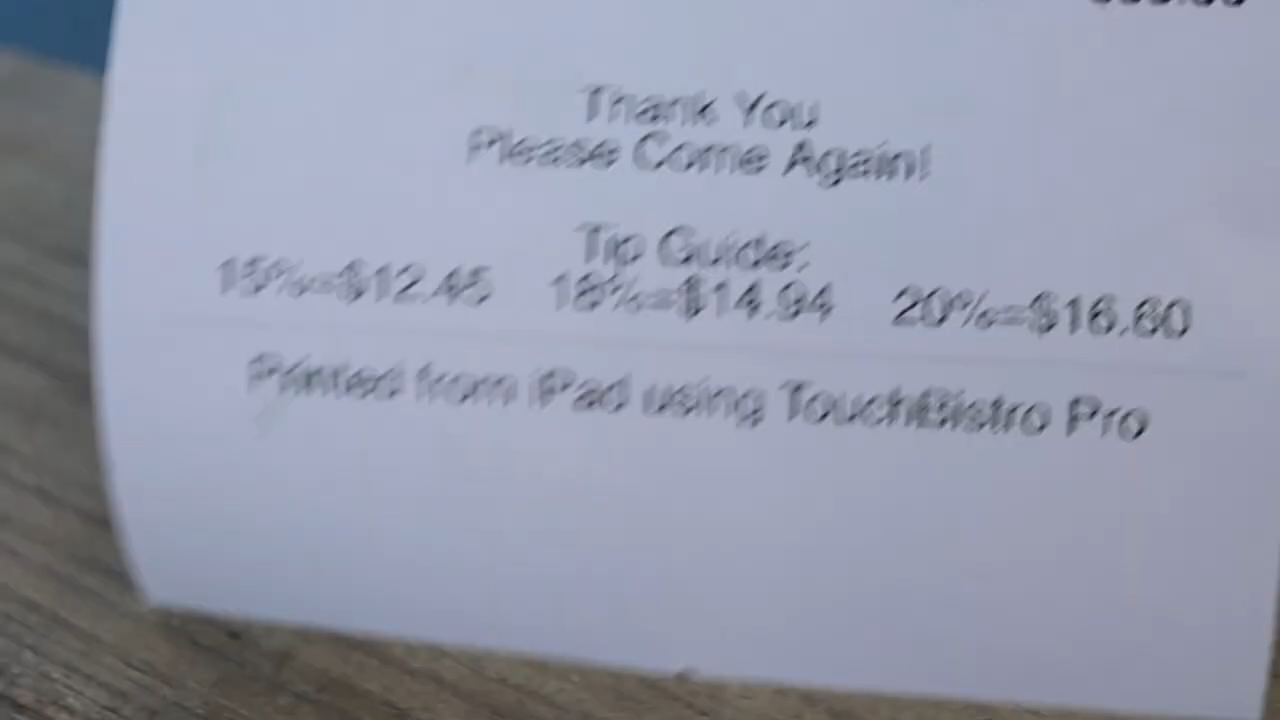 Thank You
Please Come Again!
Tip Guide:
15%=$12.45 18%=$14.94 20%=$16.60
Printed from iPad using TouchBistro Pro